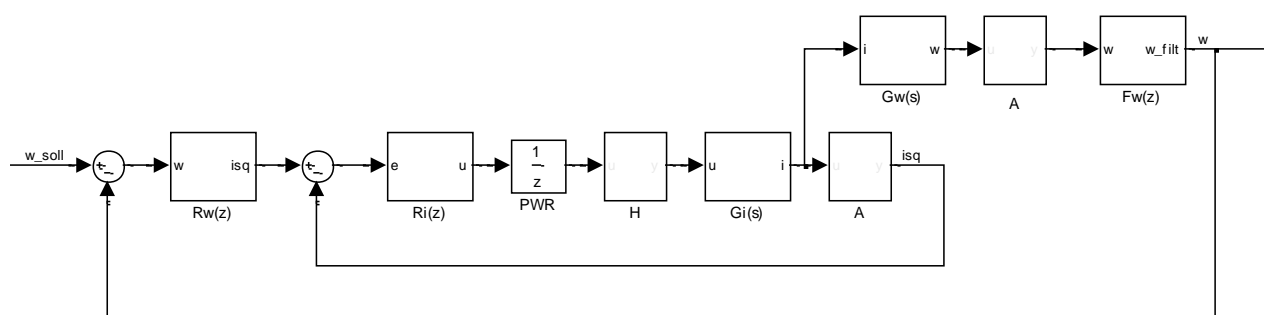 i w
u y
w w_filt
w
Gw(s)
A
Fw(z)
w_soll
+
-
w isq
Rw(z)
+
-
e u
Ri(z)
1
z
PWR
u y
H
u i
Gi(s)
u y
A
isq